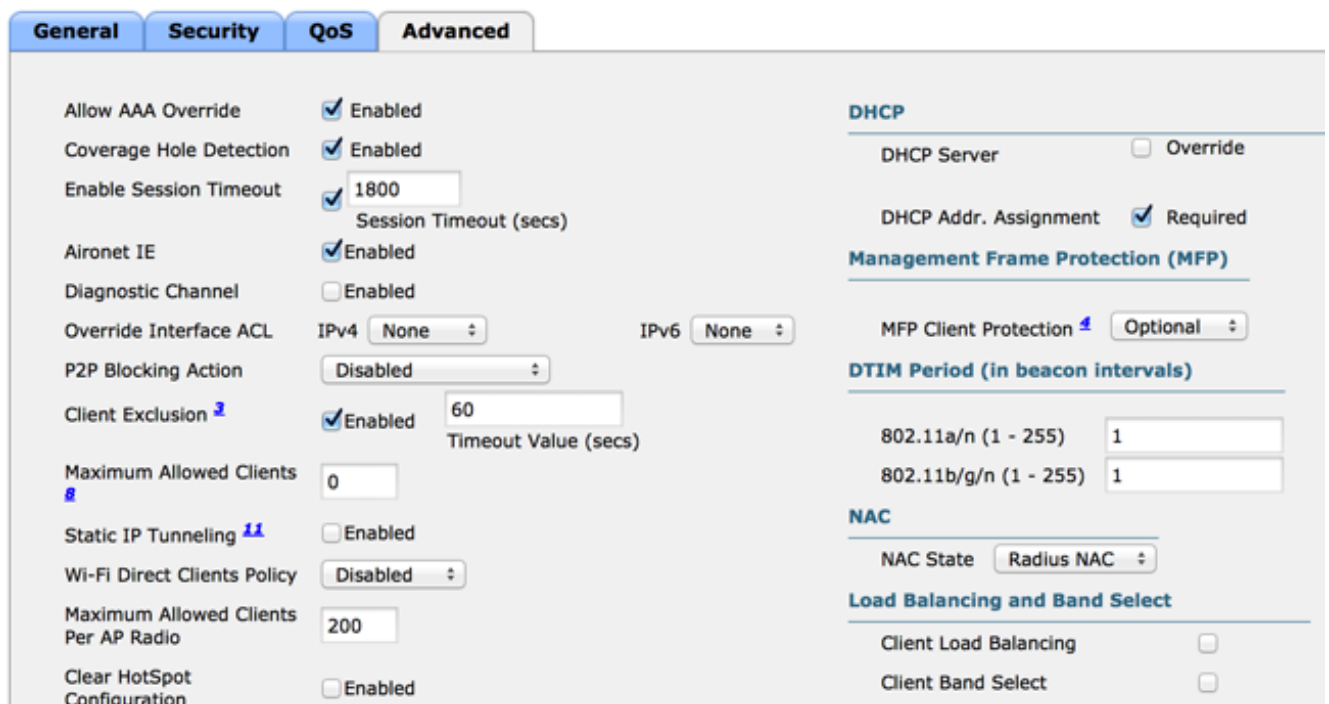 General Security QoS Advanced
Allow AAA Override Enabled
Coverage Hole Detection Enabled
Enable Session Timeout 1800
Session Timeout (secs)
Aironet IE Enabled
Diagnostic Channel Enabled
Override Interface ACL IPv4 None IPv6 None
P2P Blocking Action Disabled
Client Exclusion 3 Enabled 60
Timeout Value (secs)
Maximum Allowed Clients
8 0
Static IP Tunneling 11 Enabled
Wi-Fi Direct Clients Policy Disabled
Maximum Allowed Clients
Per AP Radio 200
Clear HotSpot
Configuration Enabled
DHCP
DHCP Server Override
DHCP Addr. Assignment Required
Management Frame Protection (MFP)
MFP Client Protection 4 Optional
DTIM Period (in beacon intervals)
802.11a/n (1 - 255) 1
802.11b/g/n (1 - 255) 1
NAC
NAC State Radius NAC
Load Balancing and Band Select
Client Load Balancing
Client Band Select